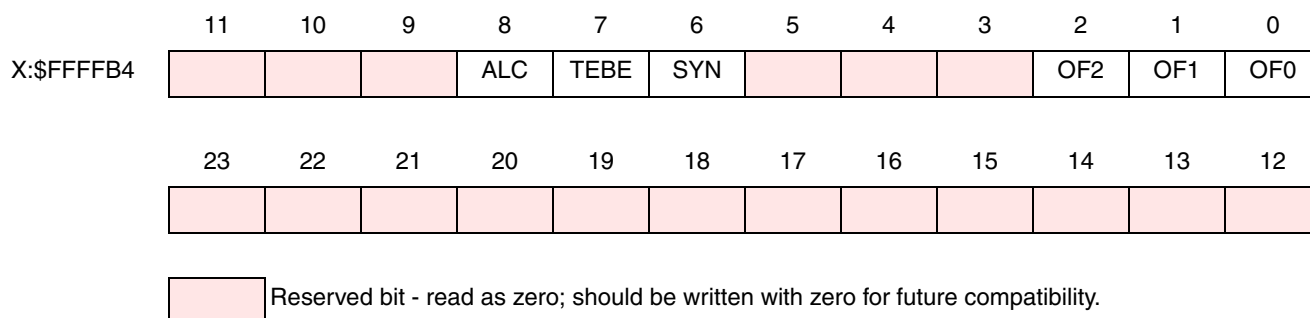 11 10 9 8 7 6 5 4 3 2 1 0
X:$FFFFB4 ALC TEBE SYN OF2 OF1 OF0
23 22 21 20 19 18 17 16 15 14 13 12
Reserved bit - read as zero; should be written with zero for future compatibility.